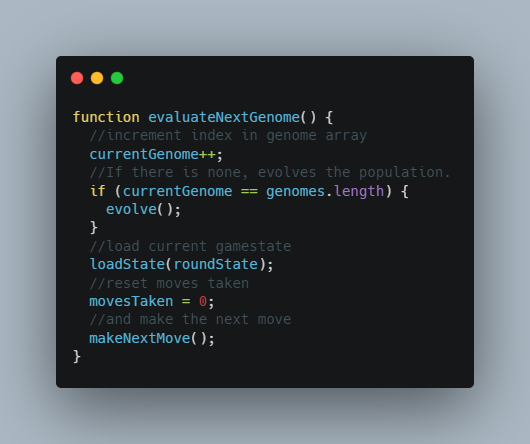 function evaluateNextGenome() {
  //increment index in genome array
  currentGenome++;
  //If there is none, evolves the population.
  if (currentGenome == genomes.length) {
    evolve();
  }
  //load current gamestate
  loadState(roundState);
  //reset moves taken
  movesTaken = 0;
  //and make the next move
  makeNextMove();
}